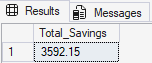 Results Messages
Total_Savings
1 3592.15